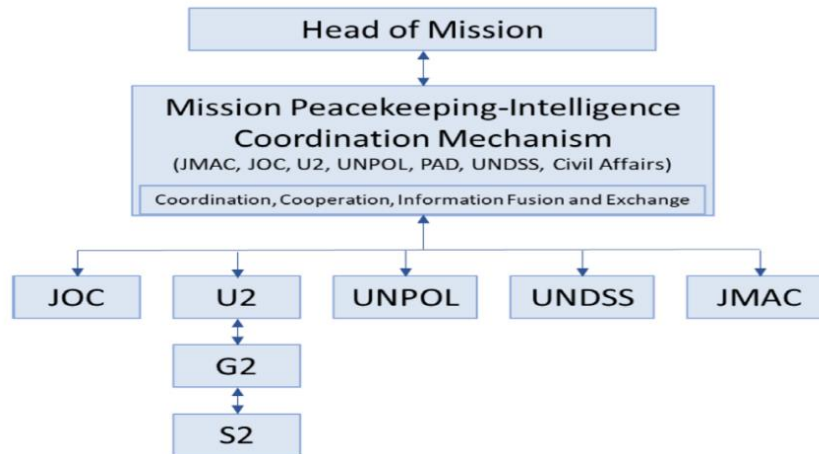 Head of Mission
Mission Peacekeeping-Intelligence
Coordination Mechanism
(JMAC, JOC, U2, UNPOL, PAD, UNDSS, Civil Affairs)
Coordination, Cooperation, Information Fusion and Exchange
JOC
U2
UNPOL
UNDSS
JMAC
G2
S2